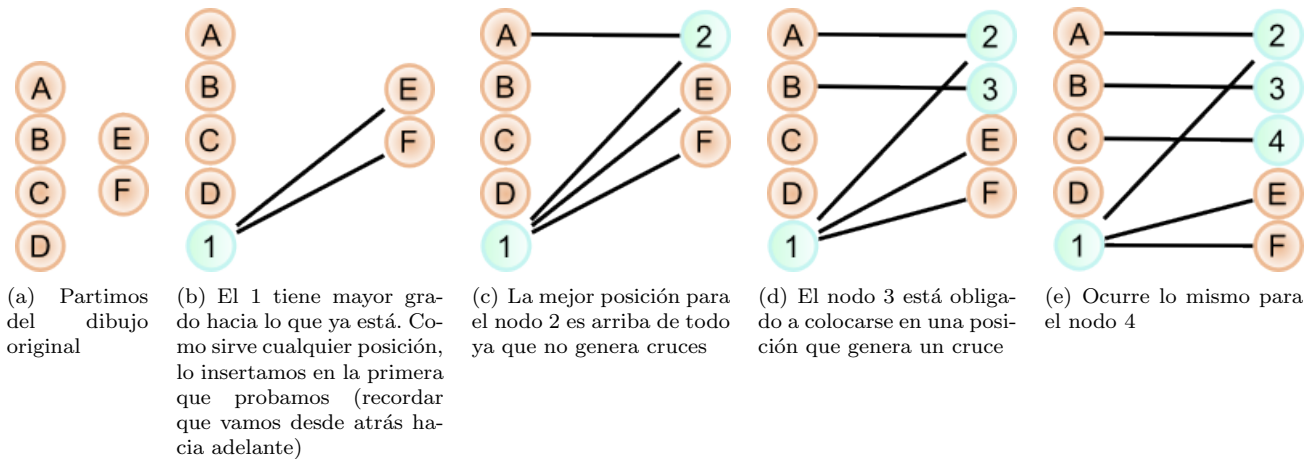 A
B
C
D
E
F
A
B
C
D
1
E
F
A
B
C
D
1
2
E
F
A
B
C
D
1
2
3
E
F
A
B
C
D
1
2
3
4
E
F
(a) Partimos
del dibujo
original
(b) El 1 tiene mayor gra-
do hacia lo que ya está. Co-
mo sirve cualquier posición,
lo insertamos en la primera
que probamos (recordar
que vamos desde atrás ha-
cia adelante)
(c) La mejor posición para
el nodo 2 es arriba de todo
ya que no genera cruces
(d) El nodo 3 está obliga-
do a colocarse en una posi-
ción que genera un cruce
(e) Ocurre lo mismo para
el nodo 4